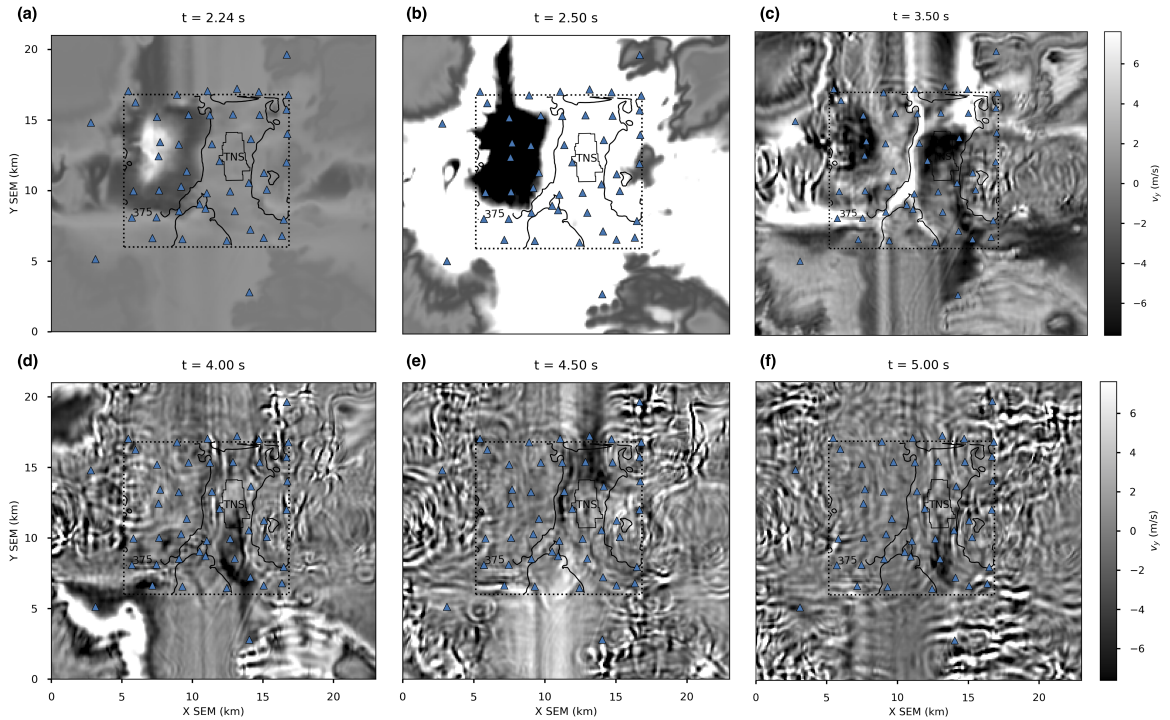 (a)
t = 2.24 s
(b)
t = 2.50 s
(c)
t = 3.50 s
20
15
10
5
0
Y SEM (km)
TNS
375
TNS
375
375
6
4
2
0
−2
−4
−6
v_y (m/s)
(d)
t = 4.00 s
(e)
t = 4.50 s
(f)
t = 5.00 s
20
15
10
5
0
Y SEM (km)
TNS
375
TNS
375
TNS
375
6
4
2
0
−2
−4
−6
v_y (m/s)
0 5 10 15 20
X SEM (km)
0 5 10 15 20
X SEM (km)
0 5 10 15 20
X SEM (km)